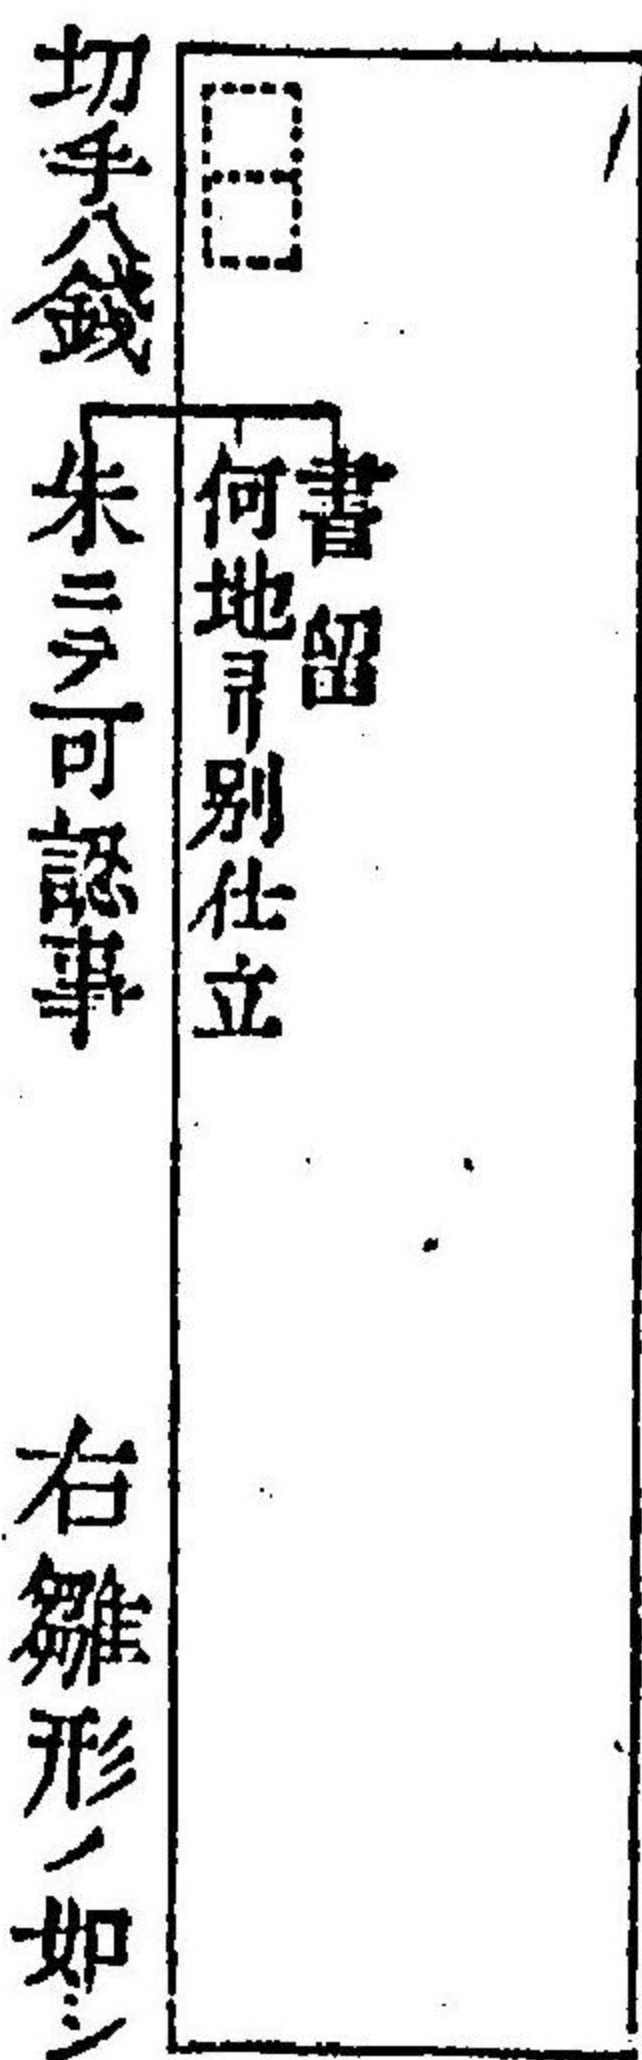 書留
何地ヨリ別仕立
切手八錢
朱ニテ可認事
右雛形ノ如シ